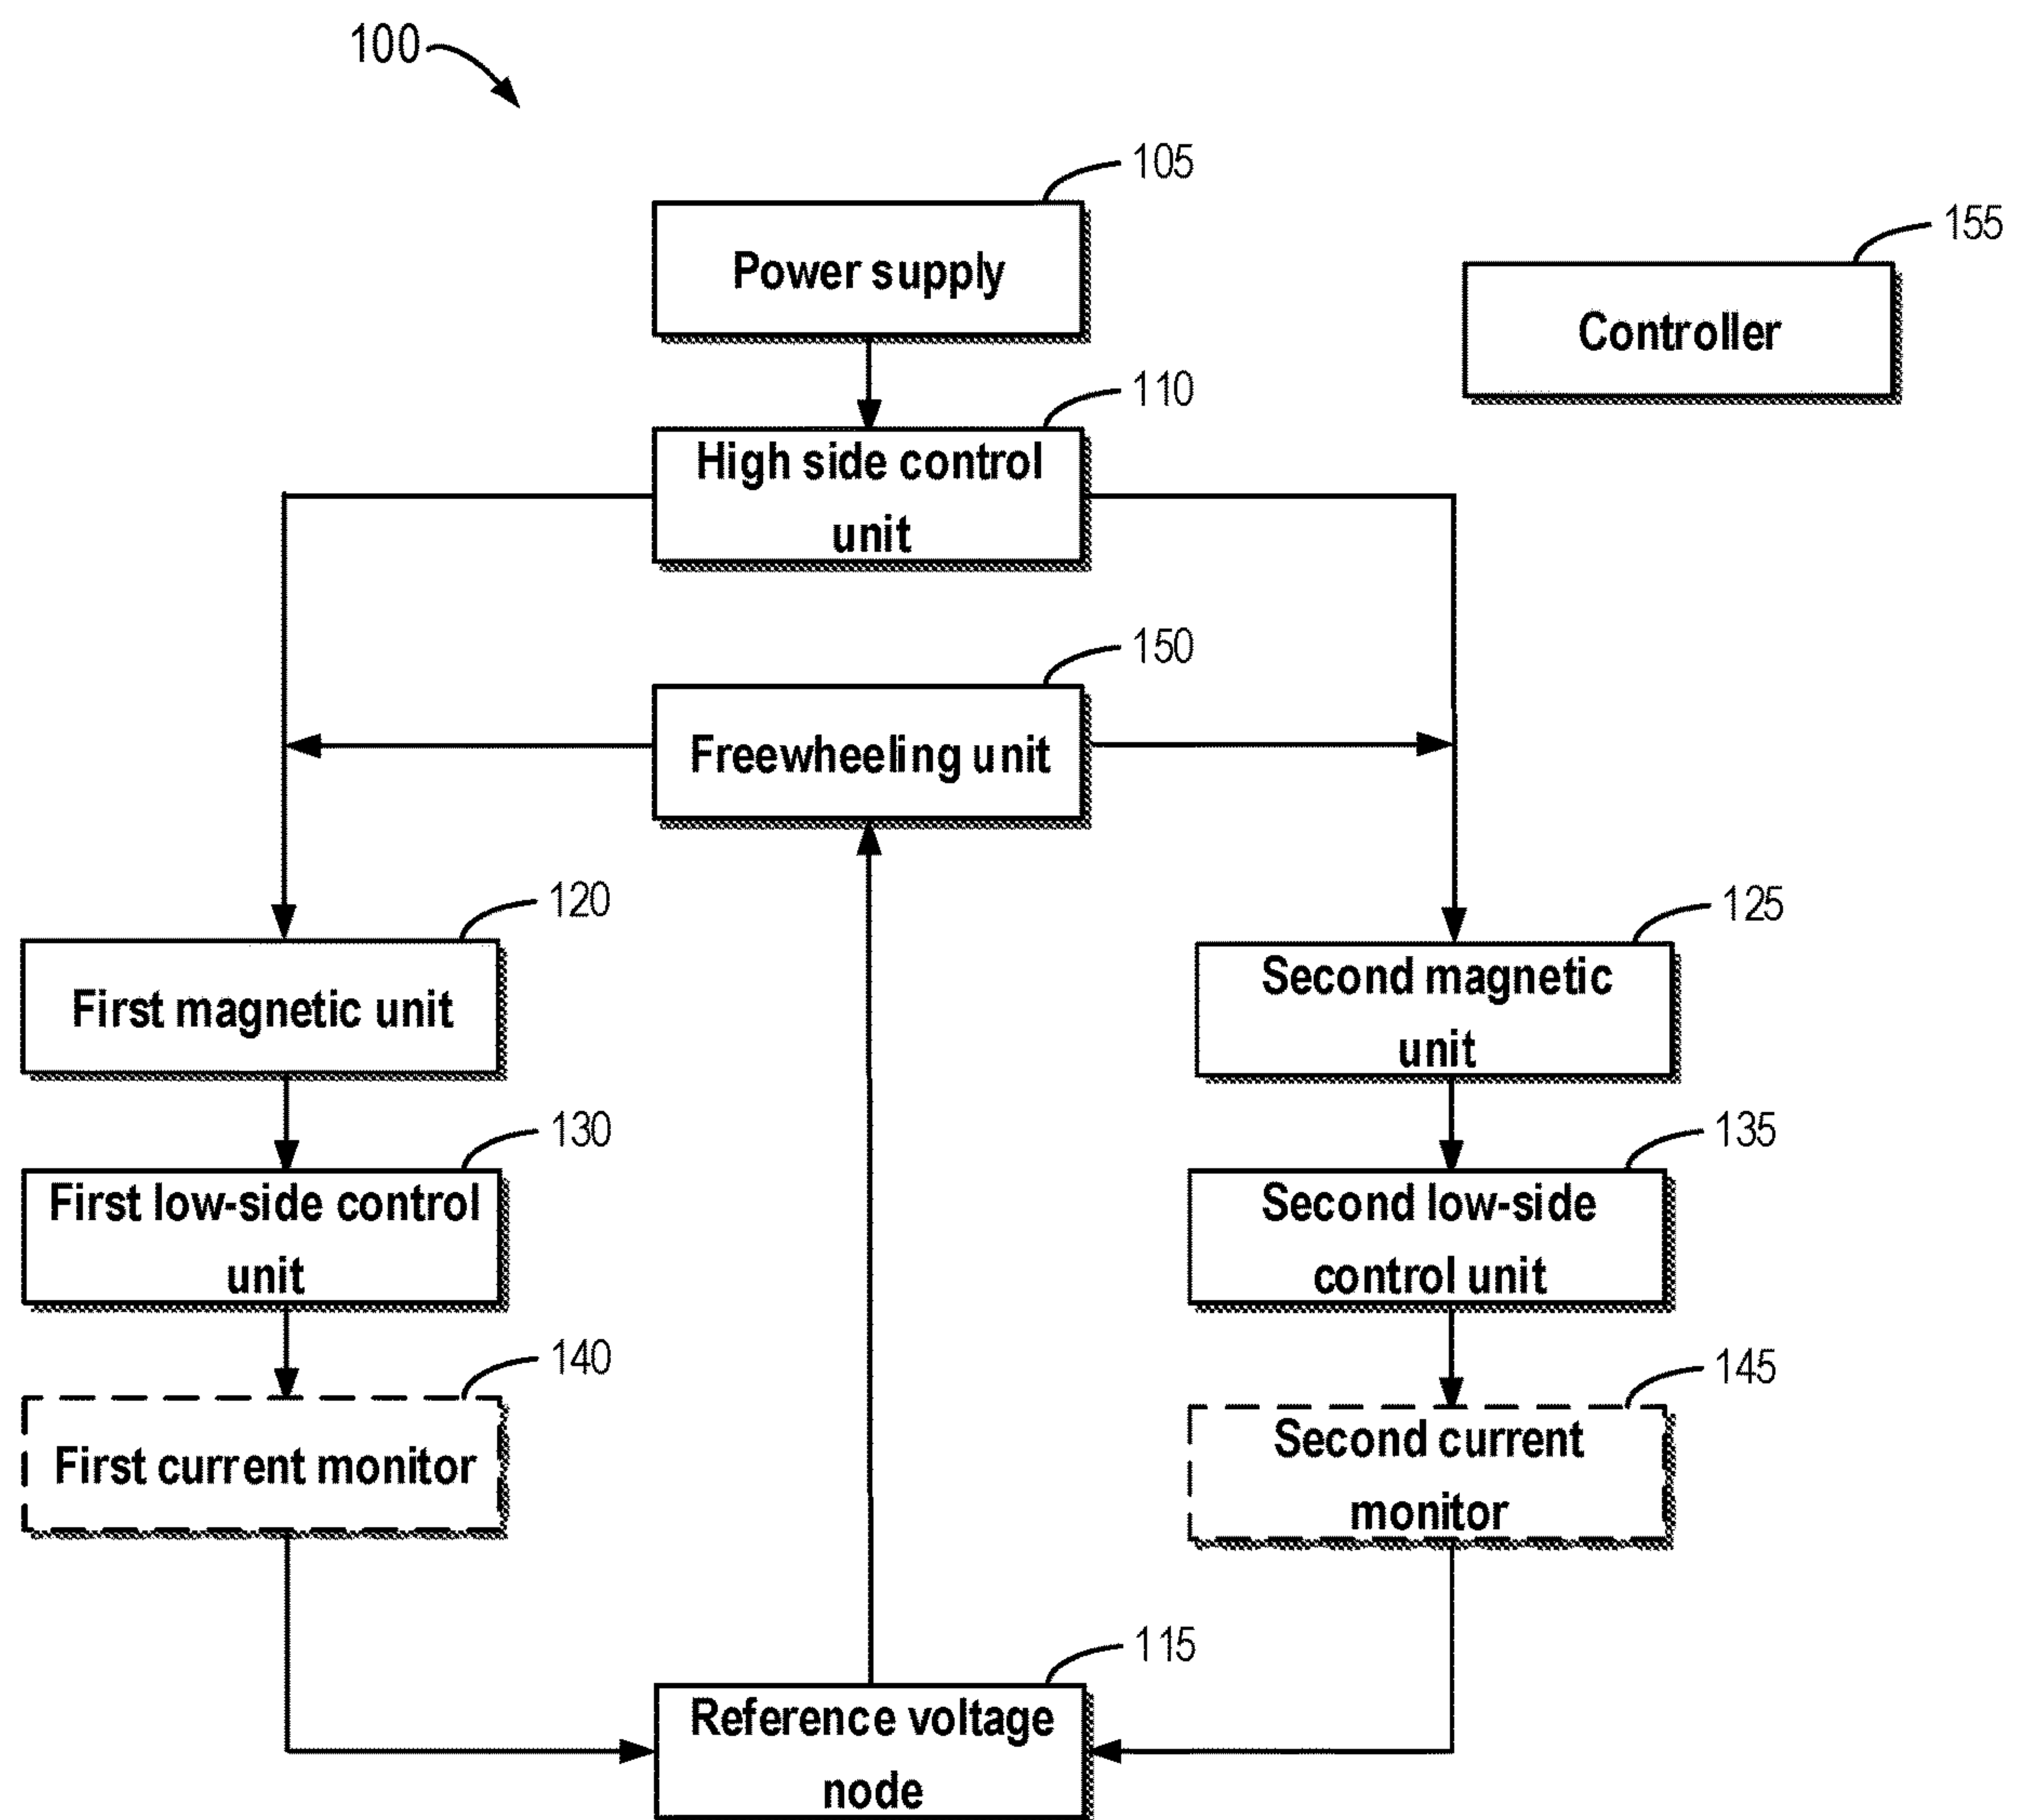 100
105
Power supply
155
Controller
110
High side control
unit
150
Freewheeling unit
120
First magnetic unit
125
Second magnetic
unit
130
First low-side control
unit
135
Second low-side
control unit
140
First current monitor
145
Second current
monitor
115
Reference voltage
node